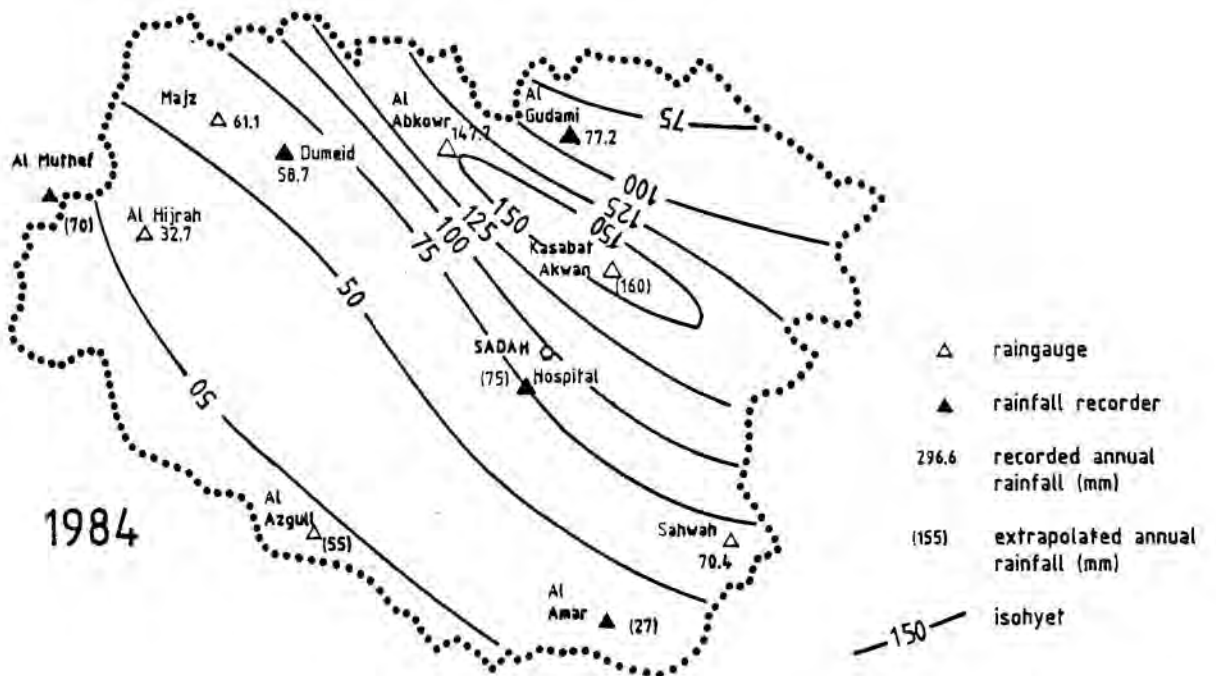 Majz
61.1
Dumeid
58.7
Al
Abkowr
147.7
Al
Gudami
77.2
75
100
125
150
Al Muthef
(70)
Al Hijrah
32.7
150
125
100
75
50
Kasabat
Akwan
(160)
SADAH
(75)
Hospital
50
Al
Azgull
(55)
Sahwah
70.4
Al
Amar
(27)
1984
raingauge
rainfall recorder
296.6 recorded annual
rainfall (mm)
(155) extrapolated annual
rainfall (mm)
150 isohyet